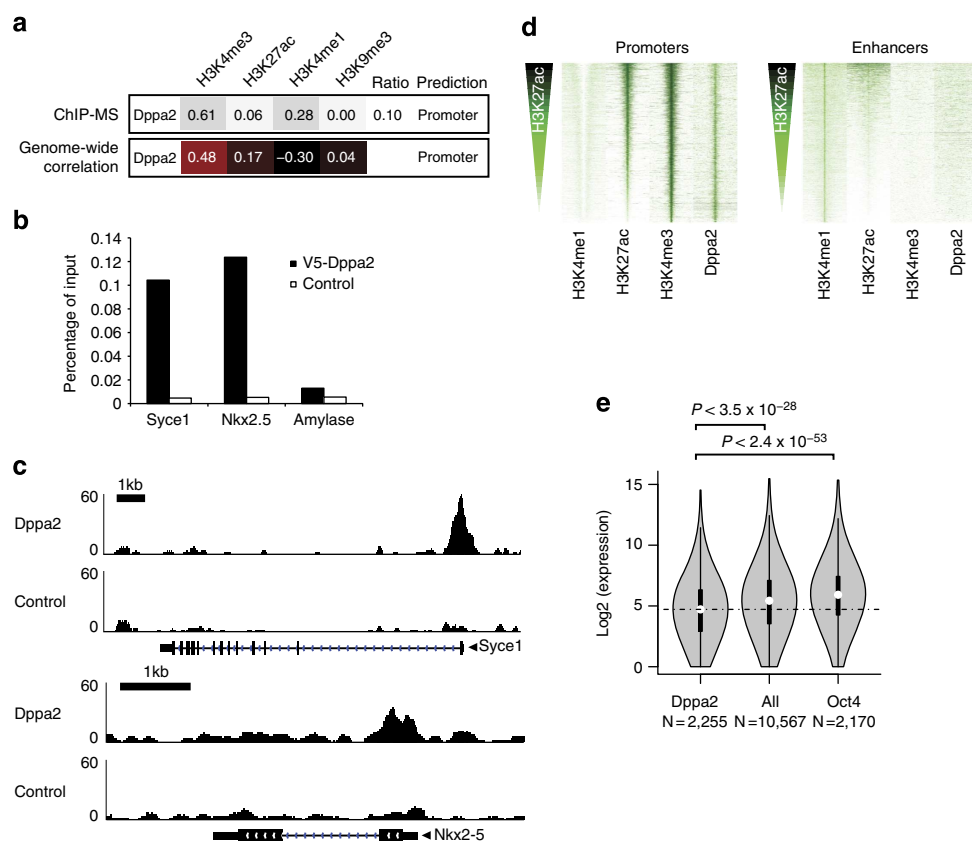 a
H3K4me3 H3K27ac H3K4me1 H3K9me3 Ratio Prediction
ChIP-MS Dppa2 0.61 0.06 0.28 0.00 0.10 Promoter
Genome-wide correlation Dppa2 0.48 0.17 −0.30 0.04 Promoter
b
Percentage of input
0.14
0.12
0.1
0.08
0.06
0.04
0.02
0
V5-Dppa2
Control
Syce1 Nkx2.5 Amylase
c
1kb
60
Dppa2
0
60
Control
0
Syce1
1kb
60
Dppa2
0
60
Control
0
Nkx2-5
d
Promoters
H3K27ac
H3K4me1 H3K27ac H3K4me3 Dppa2
Enhancers
H3K27ac
H3K4me1 H3K27ac H3K4me3 Dppa2
e
P < 3.5 x 10−28
P < 2.4 x 10−53
Log2 (expression)
15
10
5
0
Dppa2 All Oct4
N=2,255 N=10,567 N=2,170